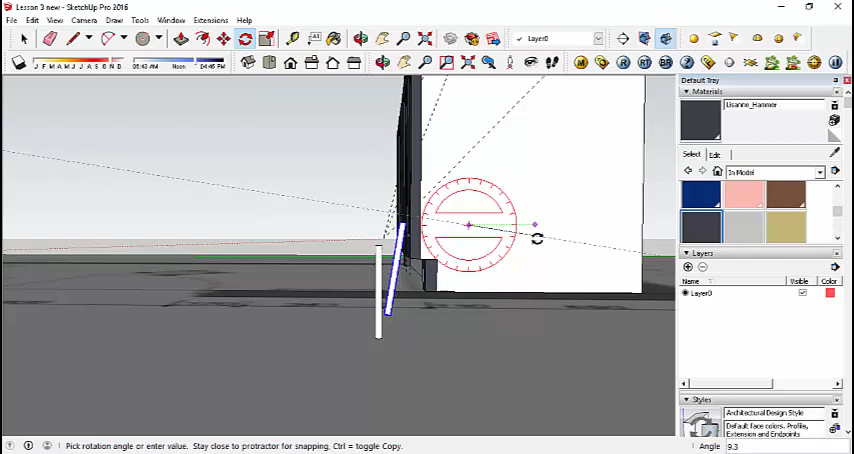 Lesson 3 new - SketchUp Pro 2016
File Edit View Camera Draw Tools Window Extensions Help
Layer0
J F M A M J J A S O N D 06:43 AM Noon 04:46 PM
M R RT BR
Default Tray
Materials
Lisanne_Hammer
Select Edit
In Model
Layers
Name Visible Color
Layer0
Styles
Architectural Design Style
Default face colors. Profile,
Extension and Endpoints
Pick rotation angle or enter value. Stay close to protractor for snapping, Ctrl = toggle Copy.
Angle 9.3